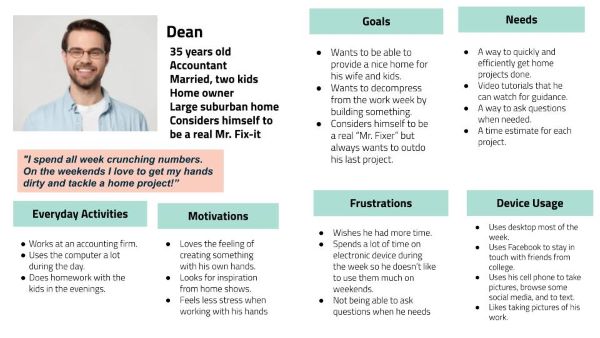 Dean
35 years old
Accountant
Married, two kids
Home owner
Large suburban home
Considers himself to
be a real Mr. Fix-it
"I spend all week crunching numbers.
On the weekends I love to get my hands
dirty and tackle a home project!"
Everyday Activities
● Works at an accounting firm.
● Uses the computer a lot
during the day.
● Does homework with the
kids in the evenings.
Motivations
● Loves the feeling of
creating something
with his own hands.
● Looks for inspiration
from home shows.
● Feels less stress when
working with his hands
Goals
● Wants to be able to
provide a nice home for
his wife and kids.
● Wants to decompress
from the work week by
building something.
● Considers himself to be
a real "Mr. Fixer" but
always wants to outdo
his last project.
Needs
● A way to quickly and
efficiently get home
projects done.
● Video tutorials that he
can watch for guidance.
● A way to ask questions
when needed.
● A time estimate for each
project.
Frustrations
● Wishes he had more time.
● Spends a lot of time on
electronic device during
the week so he doesn't like
to use them much on
weekends.
● Not being able to ask
questions when he needs
Device Usage
● Uses desktop most of the
week.
● Uses Facebook to stay in
touch with friends from
college.
● Uses his cell phone to take
pictures, browse some
social media, and to text.
● Likes taking pictures of his
work.